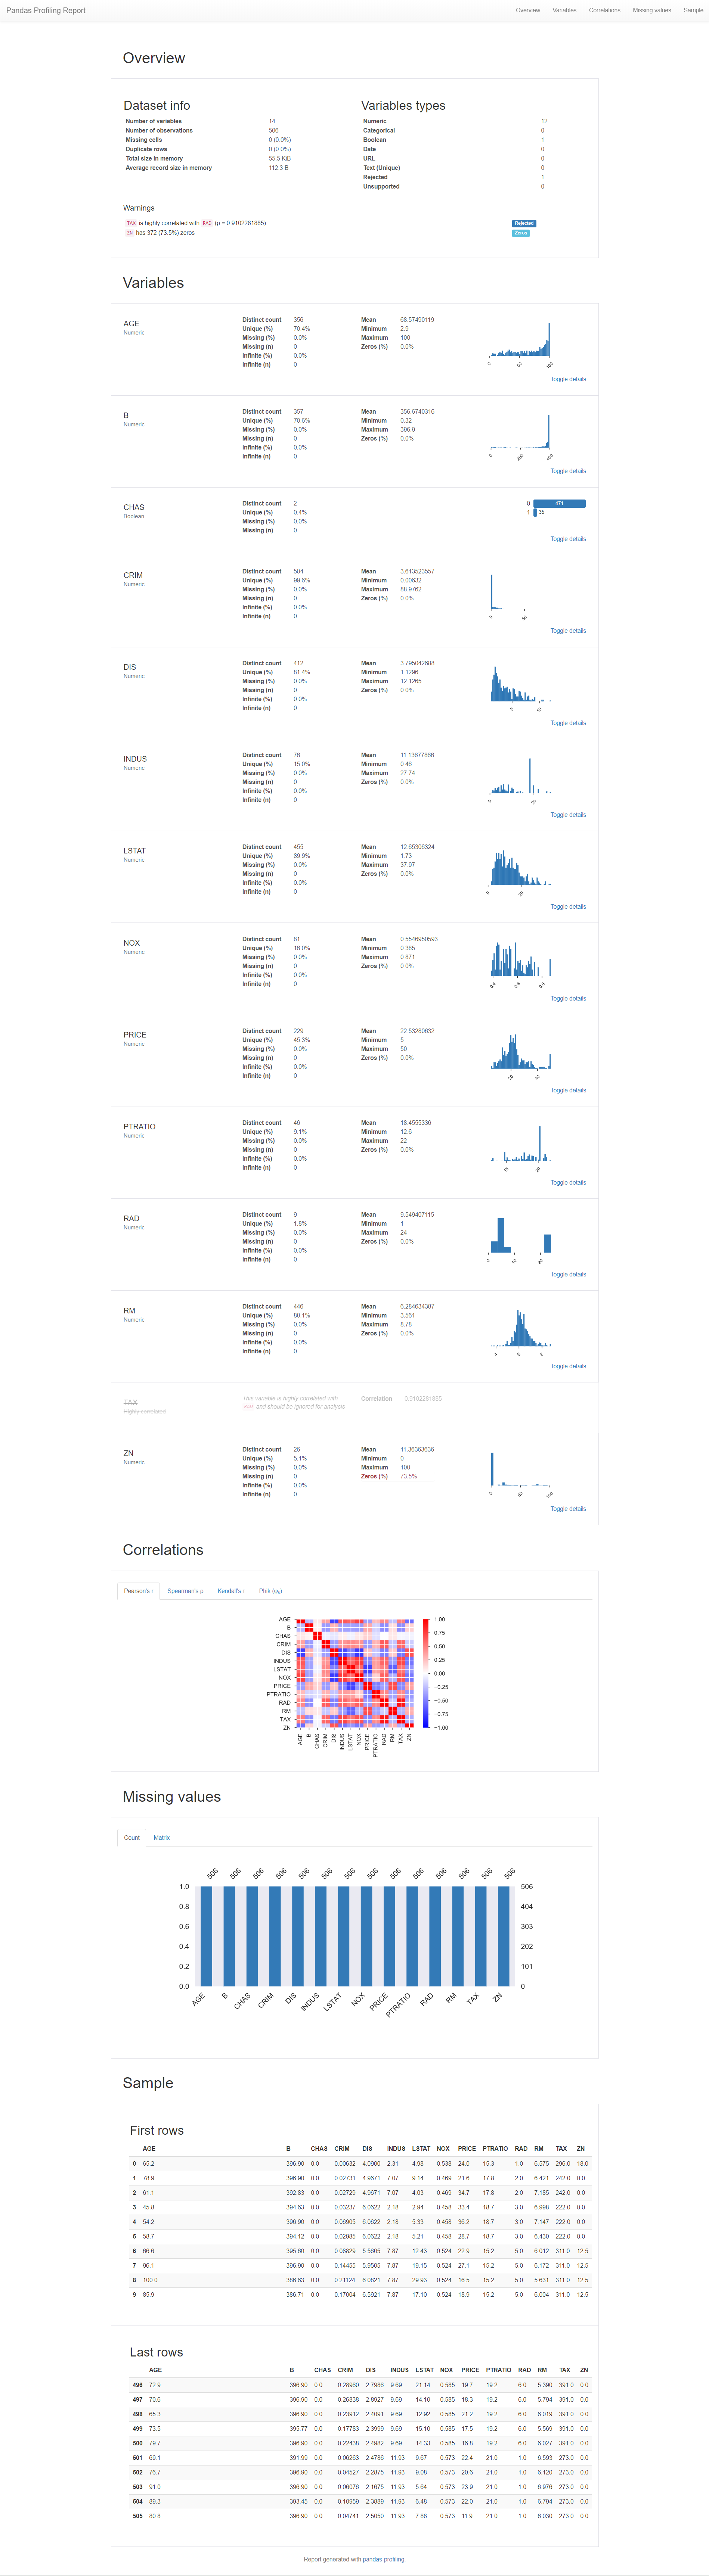 Pandas Profiling Report Overview Variables Correlations Missing values Sample
Overview
Dataset info
Number of variables 14
Number of observations 506
Missing cells 0 (0.0%)
Duplicate rows 0 (0.0%)
Total size in memory 55.5 KiB
Average record size in memory 112.3 B
Variables types
Numeric 12
Categorical 0
Boolean 1
Date 0
URL 0
Text (Unique) 0
Rejected 1
Unsupported 0
Warnings
TAX is highly correlated with RAD (ρ = 0.9102281885) Rejected
ZN has 372 (73.5%) zeros Zeros
Variables
AGE
Numeric
Distinct count 356
Unique (%) 70.4%
Missing (%) 0.0%
Missing (n) 0
Infinite (%) 0.0%
Infinite (n) 0
Mean 68.57490119
Minimum 2.9
Maximum 100
Zeros (%) 0.0%
0 50 100
Toggle details
B
Numeric
Distinct count 357
Unique (%) 70.6%
Missing (%) 0.0%
Missing (n) 0
Infinite (%) 0.0%
Infinite (n) 0
Mean 356.6740316
Minimum 0.32
Maximum 396.9
Zeros (%) 0.0%
0 200 400
Toggle details
CHAS
Boolean
Distinct count 2
Unique (%) 0.4%
Missing (%) 0.0%
Missing (n) 0
0 471
1 35
Toggle details
CRIM
Numeric
Distinct count 504
Unique (%) 99.6%
Missing (%) 0.0%
Missing (n) 0
Infinite (%) 0.0%
Infinite (n) 0
Mean 3.613523557
Minimum 0.00632
Maximum 88.9762
Zeros (%) 0.0%
0 50
Toggle details
DIS
Numeric
Distinct count 412
Unique (%) 81.4%
Missing (%) 0.0%
Missing (n) 0
Infinite (%) 0.0%
Infinite (n) 0
Mean 3.795042688
Minimum 1.1296
Maximum 12.1265
Zeros (%) 0.0%
5 10
Toggle details
INDUS
Numeric
Distinct count 76
Unique (%) 15.0%
Missing (%) 0.0%
Missing (n) 0
Infinite (%) 0.0%
Infinite (n) 0
Mean 11.13677866
Minimum 0.46
Maximum 27.74
Zeros (%) 0.0%
0 20
Toggle details
LSTAT
Numeric
Distinct count 455
Unique (%) 89.9%
Missing (%) 0.0%
Missing (n) 0
Infinite (%) 0.0%
Infinite (n) 0
Mean 12.65306324
Minimum 1.73
Maximum 37.97
Zeros (%) 0.0%
0 20
Toggle details
NOX
Numeric
Distinct count 81
Unique (%) 16.0%
Missing (%) 0.0%
Missing (n) 0
Infinite (%) 0.0%
Infinite (n) 0
Mean 0.5546950593
Minimum 0.385
Maximum 0.871
Zeros (%) 0.0%
0.4 0.6 0.8
Toggle details
PRICE
Numeric
Distinct count 229
Unique (%) 45.3%
Missing (%) 0.0%
Missing (n) 0
Infinite (%) 0.0%
Infinite (n) 0
Mean 22.53280632
Minimum 5
Maximum 50
Zeros (%) 0.0%
20 40
Toggle details
PTRATIO
Numeric
Distinct count 46
Unique (%) 9.1%
Missing (%) 0.0%
Missing (n) 0
Infinite (%) 0.0%
Infinite (n) 0
Mean 18.4555336
Minimum 12.6
Maximum 22
Zeros (%) 0.0%
15 20
Toggle details
RAD
Numeric
Distinct count 9
Unique (%) 1.8%
Missing (%) 0.0%
Missing (n) 0
Infinite (%) 0.0%
Infinite (n) 0
Mean 9.549407115
Minimum 1
Maximum 24
Zeros (%) 0.0%
0 10 20
Toggle details
RM
Numeric
Distinct count 446
Unique (%) 88.1%
Missing (%) 0.0%
Missing (n) 0
Infinite (%) 0.0%
Infinite (n) 0
Mean 6.284634387
Minimum 3.561
Maximum 8.78
Zeros (%) 0.0%
4 6 8
Toggle details
TAX
Highly correlated
This variable is highly correlated with
RAD and should be ignored for analysis
Correlation 0.9102281885
ZN
Numeric
Distinct count 26
Unique (%) 5.1%
Missing (%) 0.0%
Missing (n) 0
Infinite (%) 0.0%
Infinite (n) 0
Mean 11.36363636
Minimum 0
Maximum 100
Zeros (%) 73.5%
0 50 100
Toggle details
Correlations
Pearson's r Spearman's ρ Kendall's τ Phik (φk)
AGE
B
CHAS
CRIM
DIS
INDUS
LSTAT
NOX
PRICE
PTRATIO
RAD
RM
TAX
ZN
AGE B CHAS CRIM DIS INDUS LSTAT NOX PRICE PTRATIO RAD RM TAX ZN
1.00
0.75
0.50
0.25
0.00
−0.25
−0.50
−0.75
−1.00
Missing values
Count Matrix
506 506 506 506 506 506 506 506 506 506 506 506 506 506
1.0 506
0.8 404
0.6 303
0.4 202
0.2 101
0.0 0
AGE B CHAS CRIM DIS INDUS LSTAT NOX PRICE PTRATIO RAD RM TAX ZN
Sample
First rows
AGE B CHAS CRIM DIS INDUS LSTAT NOX PRICE PTRATIO RAD RM TAX ZN
0 65.2 396.90 0.0 0.00632 4.0900 2.31 4.98 0.538 24.0 15.3 1.0 6.575 296.0 18.0
1 78.9 396.90 0.0 0.02731 4.9671 7.07 9.14 0.469 21.6 17.8 2.0 6.421 242.0 0.0
2 61.1 392.83 0.0 0.02729 4.9671 7.07 4.03 0.469 34.7 17.8 2.0 7.185 242.0 0.0
3 45.8 394.63 0.0 0.03237 6.0622 2.18 2.94 0.458 33.4 18.7 3.0 6.998 222.0 0.0
4 54.2 396.90 0.0 0.06905 6.0622 2.18 5.33 0.458 36.2 18.7 3.0 7.147 222.0 0.0
5 58.7 394.12 0.0 0.02985 6.0622 2.18 5.21 0.458 28.7 18.7 3.0 6.430 222.0 0.0
6 66.6 395.60 0.0 0.08829 5.5605 7.87 12.43 0.524 22.9 15.2 5.0 6.012 311.0 12.5
7 96.1 396.90 0.0 0.14455 5.9505 7.87 19.15 0.524 27.1 15.2 5.0 6.172 311.0 12.5
8 100.0 386.63 0.0 0.21124 6.0821 7.87 29.93 0.524 16.5 15.2 5.0 5.631 311.0 12.5
9 85.9 386.71 0.0 0.17004 6.5921 7.87 17.10 0.524 18.9 15.2 5.0 6.004 311.0 12.5
Last rows
AGE B CHAS CRIM DIS INDUS LSTAT NOX PRICE PTRATIO RAD RM TAX ZN
496 72.9 396.90 0.0 0.28960 2.7986 9.69 21.14 0.585 19.7 19.2 6.0 5.390 391.0 0.0
497 70.6 396.90 0.0 0.26838 2.8927 9.69 14.10 0.585 18.3 19.2 6.0 5.794 391.0 0.0
498 65.3 396.90 0.0 0.23912 2.4091 9.69 12.92 0.585 21.2 19.2 6.0 6.019 391.0 0.0
499 73.5 395.77 0.0 0.17783 2.3999 9.69 15.10 0.585 17.5 19.2 6.0 5.569 391.0 0.0
500 79.7 396.90 0.0 0.22438 2.4982 9.69 14.33 0.585 16.8 19.2 6.0 6.027 391.0 0.0
501 69.1 391.99 0.0 0.06263 2.4786 11.93 9.67 0.573 22.4 21.0 1.0 6.593 273.0 0.0
502 76.7 396.90 0.0 0.04527 2.2875 11.93 9.08 0.573 20.6 21.0 1.0 6.120 273.0 0.0
503 91.0 396.90 0.0 0.06076 2.1675 11.93 5.64 0.573 23.9 21.0 1.0 6.976 273.0 0.0
504 89.3 393.45 0.0 0.10959 2.3889 11.93 6.48 0.573 22.0 21.0 1.0 6.794 273.0 0.0
505 80.8 396.90 0.0 0.04741 2.5050 11.93 7.88 0.573 11.9 21.0 1.0 6.030 273.0 0.0
Report generated with pandas-profiling